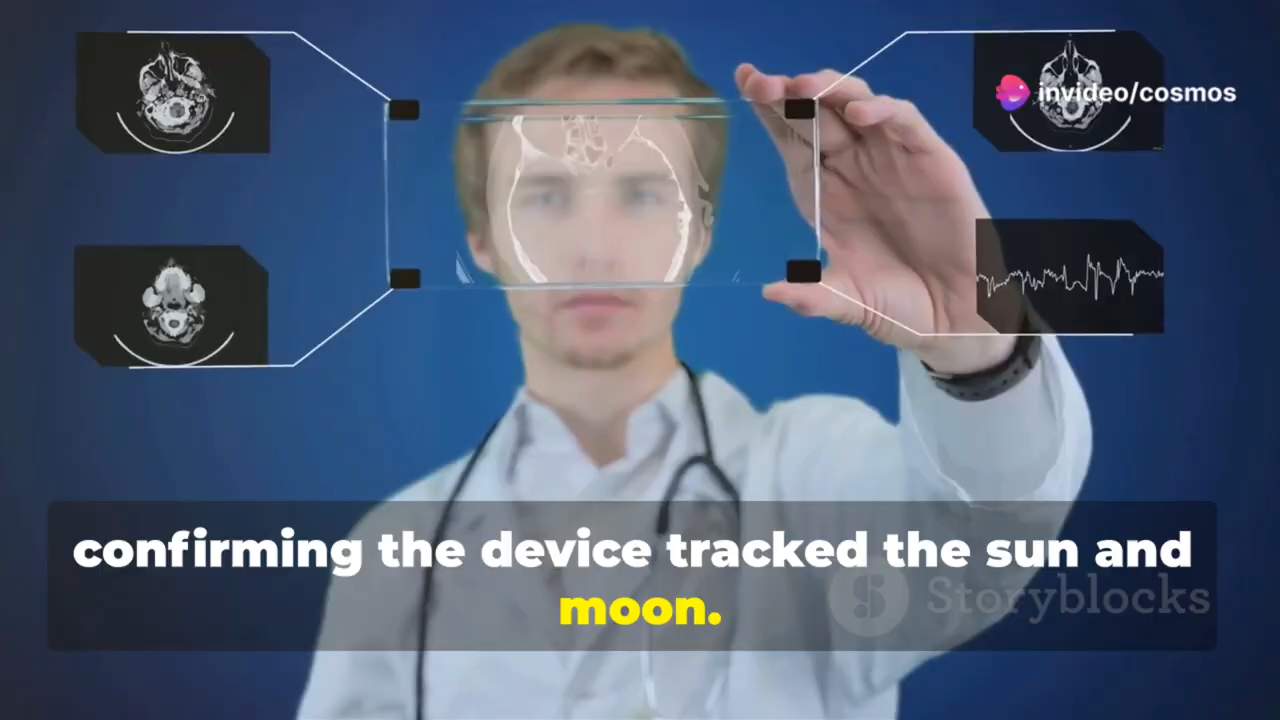 invideo/cosmos
confirming the device tracked the sun and
moon.
Storyblocks